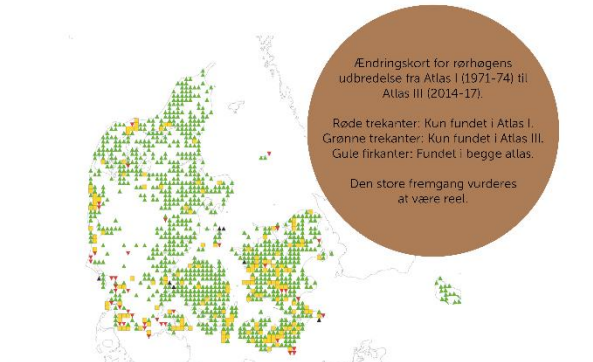 Ændringskort for rørhøgens
udbredelse fra Atlas I (1971-74) til
Atlas III (2014-17).
Røde trekanter: Kun fundet i Atlas I.
Grønne trekanter: Kun fundet i Atlas III.
Gule firkanter: Fundet i begge atlas.
Den store fremgang vurderes
at være reel.